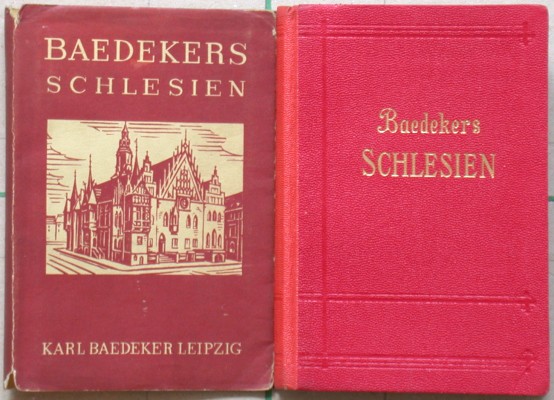 BAEDEKERS
SCHLESIEN
KARL BAEDEKER LEIPZIG
Baedekers
SCHLESIEN